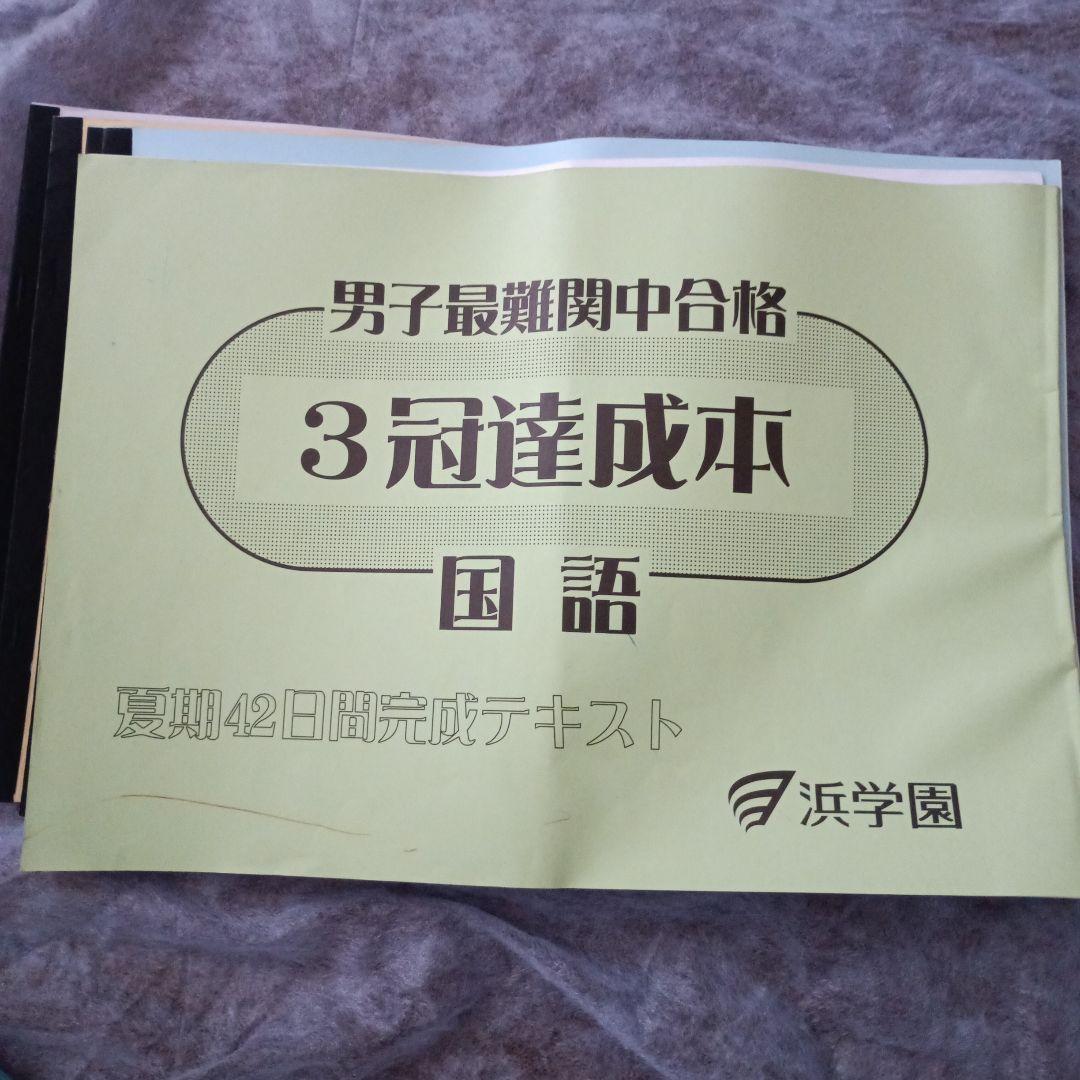 男子最難関中合格
3冠達成本
国語
夏期42日間完成テキスト
浜学園